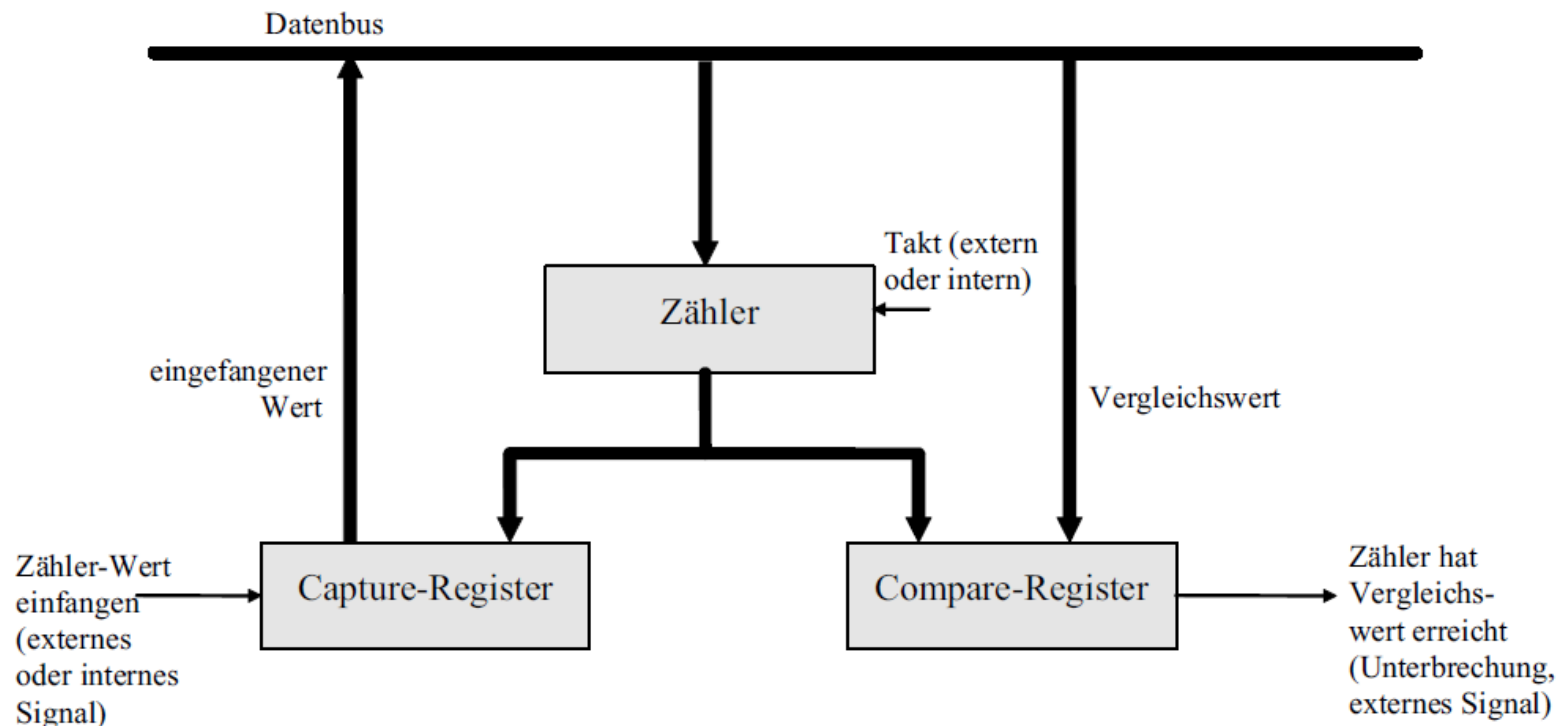 Datenbus
Takt (extern
oder intern)
Zähler
eingefangener
Wert
Vergleichswert
Zähler-Wert
einfangen
(externes
oder internes
Signal)
Capture-Register
Compare-Register
Zähler hat
Vergleichs-
wert erreicht
(Unterbrechung,
externes Signal)